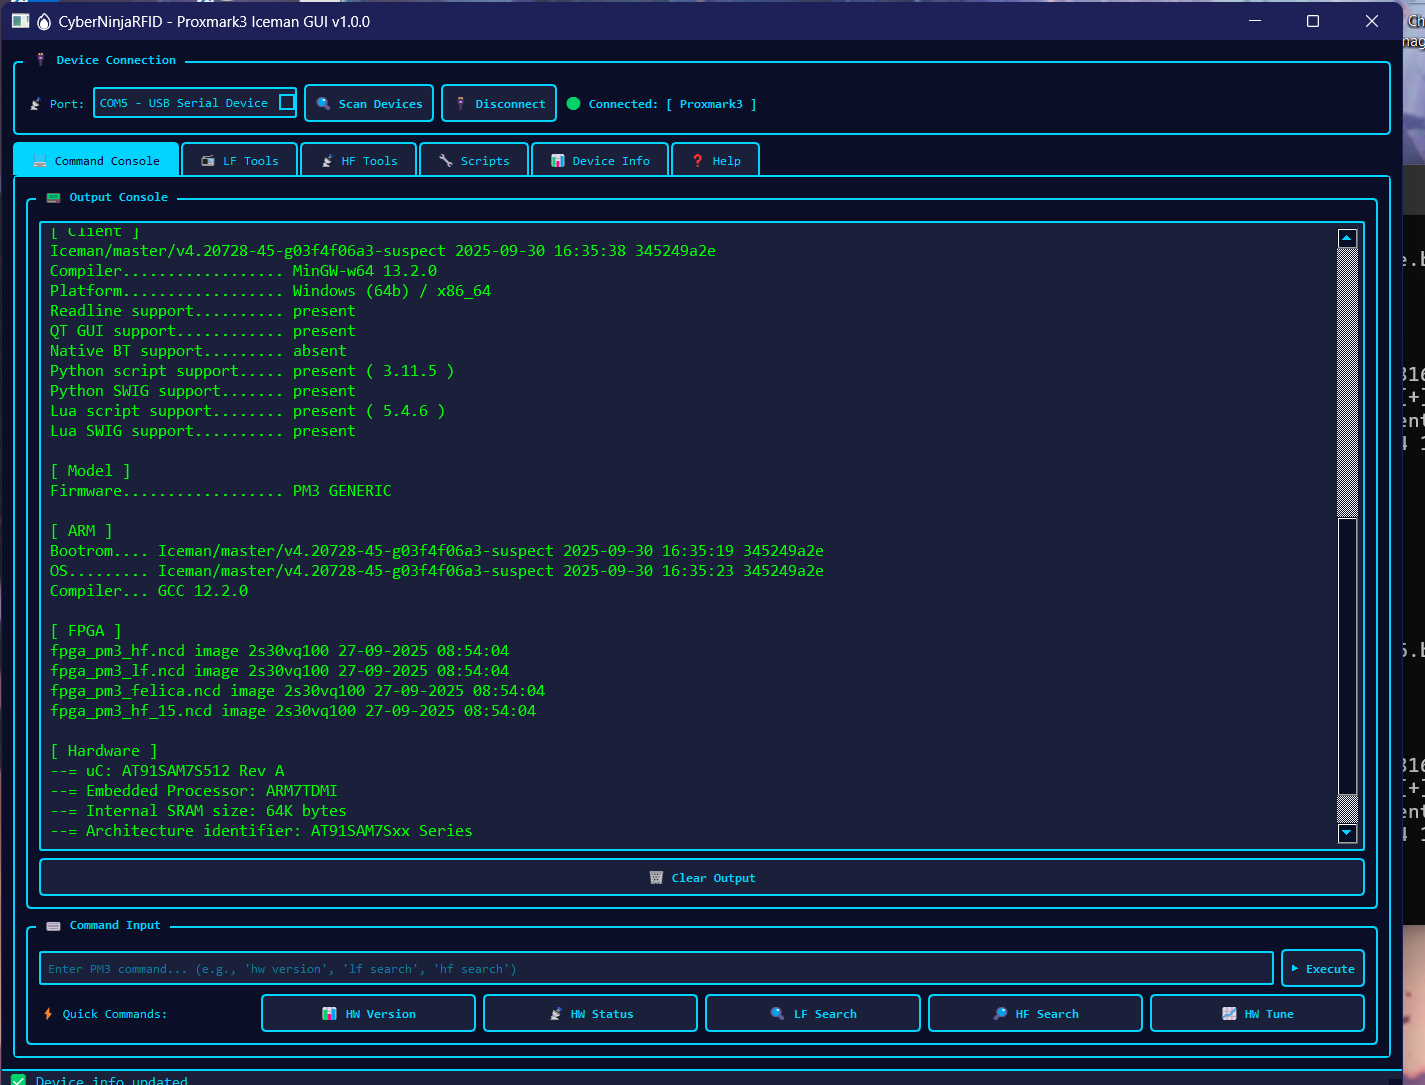 CyberNinjaRFID - Proxmark3 Iceman GUI v1.0.0
Device Connection
Port: COM5 - USB Serial Device Scan Devices Disconnect Connected: [ Proxmark3 ]
Command Console LF Tools HF Tools Scripts Device Info Help
Output Console
[ Client ]
Iceman/master/v4.20728-45-g03f4f06a3-suspect 2025-09-30 16:35:38 345249a2e
Compiler.................. MinGW-w64 13.2.0
Platform.................. Windows (64b) / x86_64
Readline support.......... present
QT GUI support............ present
Native BT support......... absent
Python script support..... present ( 3.11.5 )
Python SWIG support....... present
Lua script support........ present ( 5.4.6 )
Lua SWIG support.......... present
[ Model ]
Firmware.................. PM3 GENERIC
[ ARM ]
Bootrom.... Iceman/master/v4.20728-45-g03f4f06a3-suspect 2025-09-30 16:35:19 345249a2e
OS......... Iceman/master/v4.20728-45-g03f4f06a3-suspect 2025-09-30 16:35:23 345249a2e
Compiler... GCC 12.2.0
[ FPGA ]
fpga_pm3_hf.ncd image 2s30vq100 27-09-2025 08:54:04
fpga_pm3_lf.ncd image 2s30vq100 27-09-2025 08:54:04
fpga_pm3_felica.ncd image 2s30vq100 27-09-2025 08:54:04
fpga_pm3_hf_15.ncd image 2s30vq100 27-09-2025 08:54:04
[ Hardware ]
--= uC: AT91SAM7S512 Rev A
--= Embedded Processor: ARM7TDMI
--= Internal SRAM size: 64K bytes
--= Architecture identifier: AT91SAM7Sxx Series
Clear Output
Command Input
Enter PM3 command... (e.g., 'hw version', 'lf search', 'hf search') Execute
Quick Commands: HW Version HW Status LF Search HF Search HW Tune
Device info updated